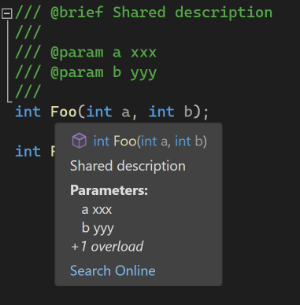 /// @brief Shared description
///
/// @param a xxx
/// @param b yyy
///
int Foo(int a, int b);
int F
int Foo(int a, int b)
Shared description
Parameters:
a xxx
b yyy
+1 overload
Search Online